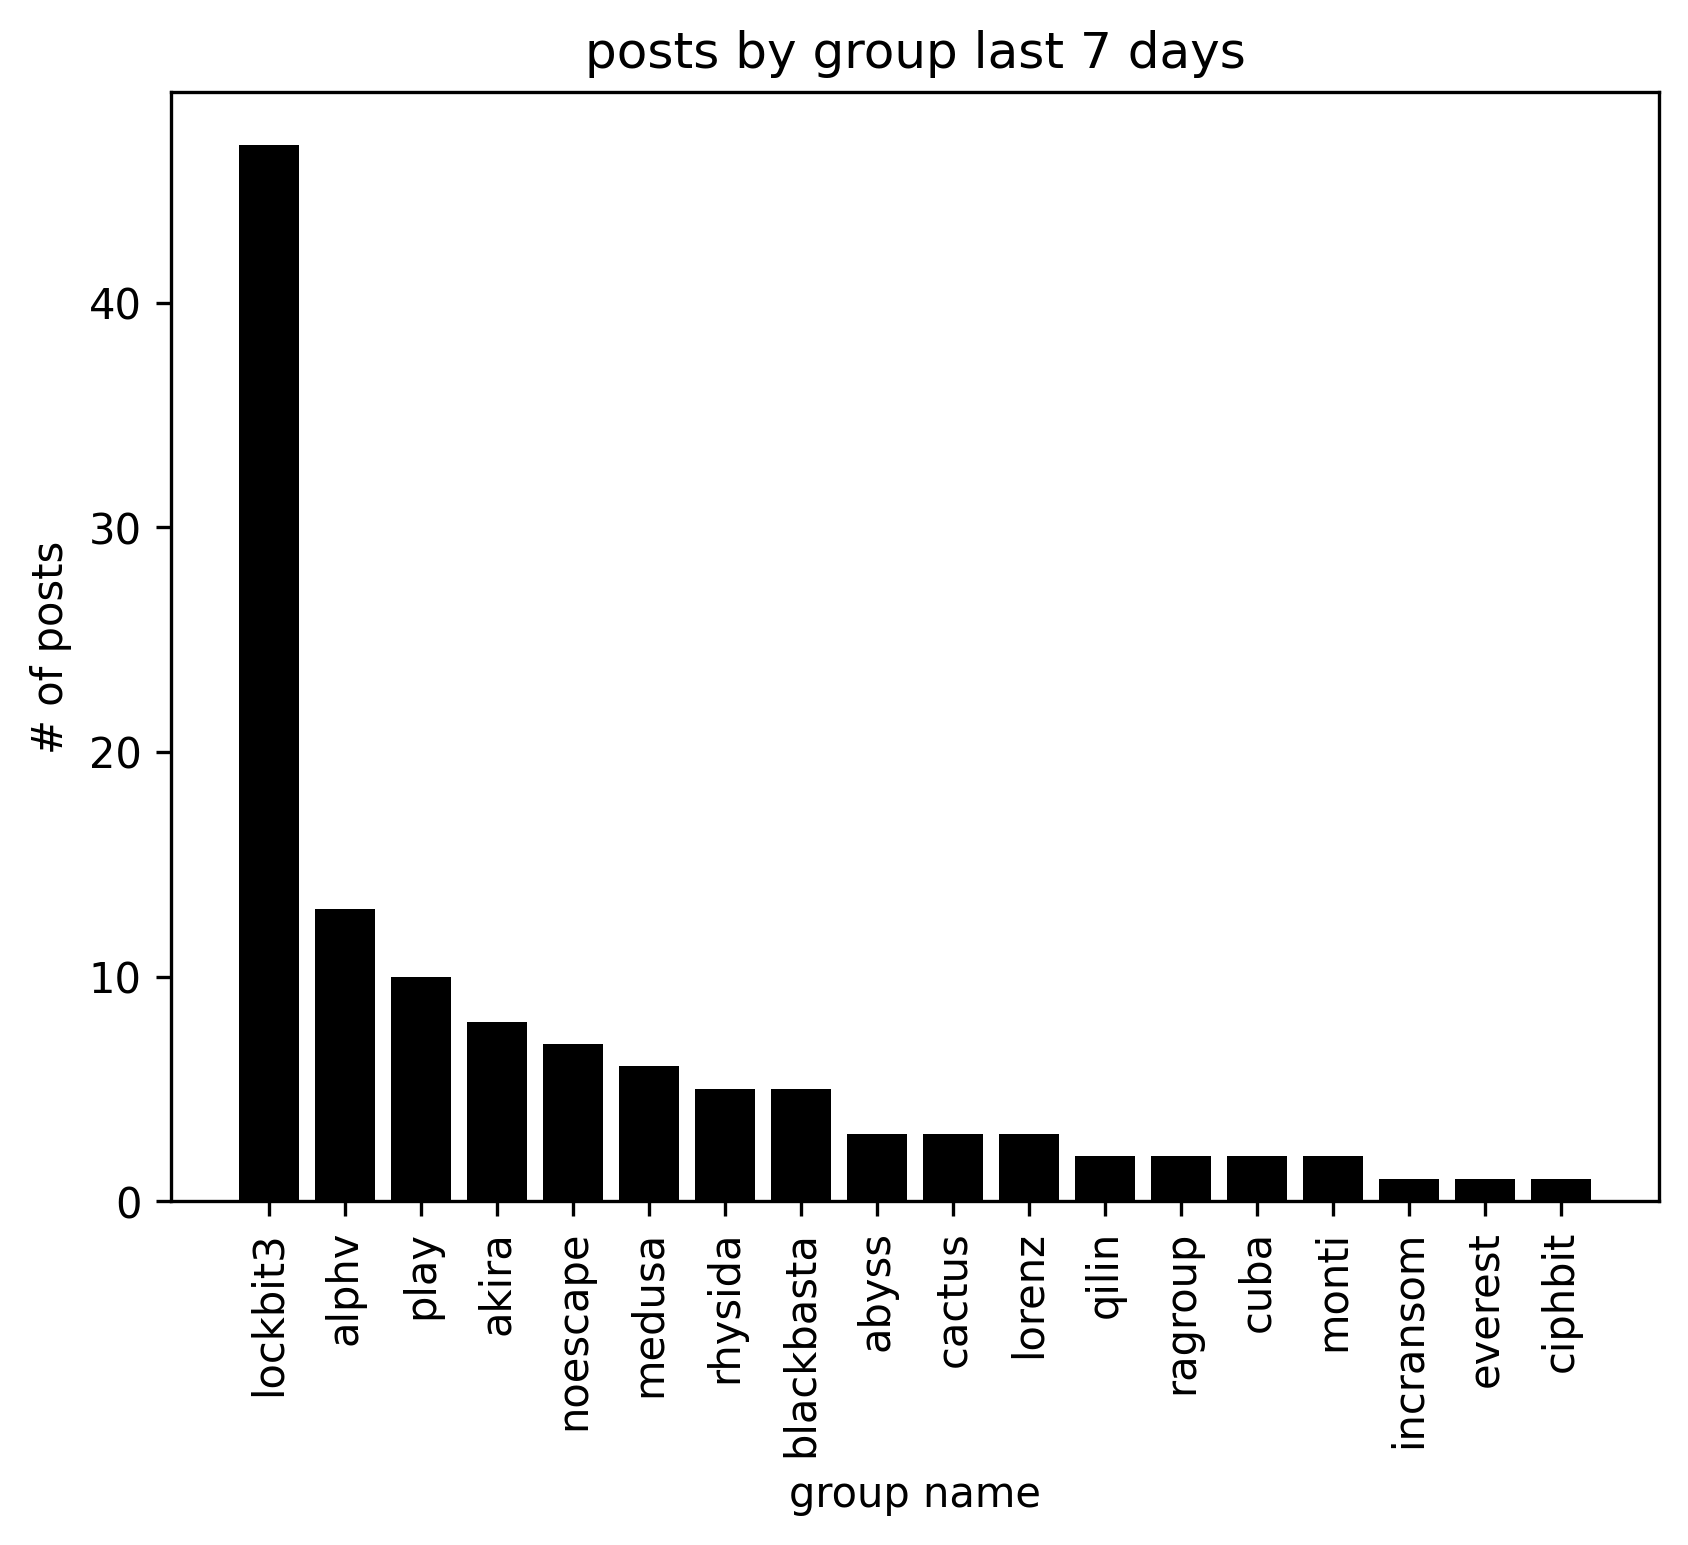 posts by group last 7 days
# of posts
40
30
20
10
0
lockbit3
alphv
play
akira
noescape
medusa
rhysida
blackbasta
abyss
cactus
lorenz
qilin
ragroup
cuba
monti
incransom
everest
ciphbit
group name